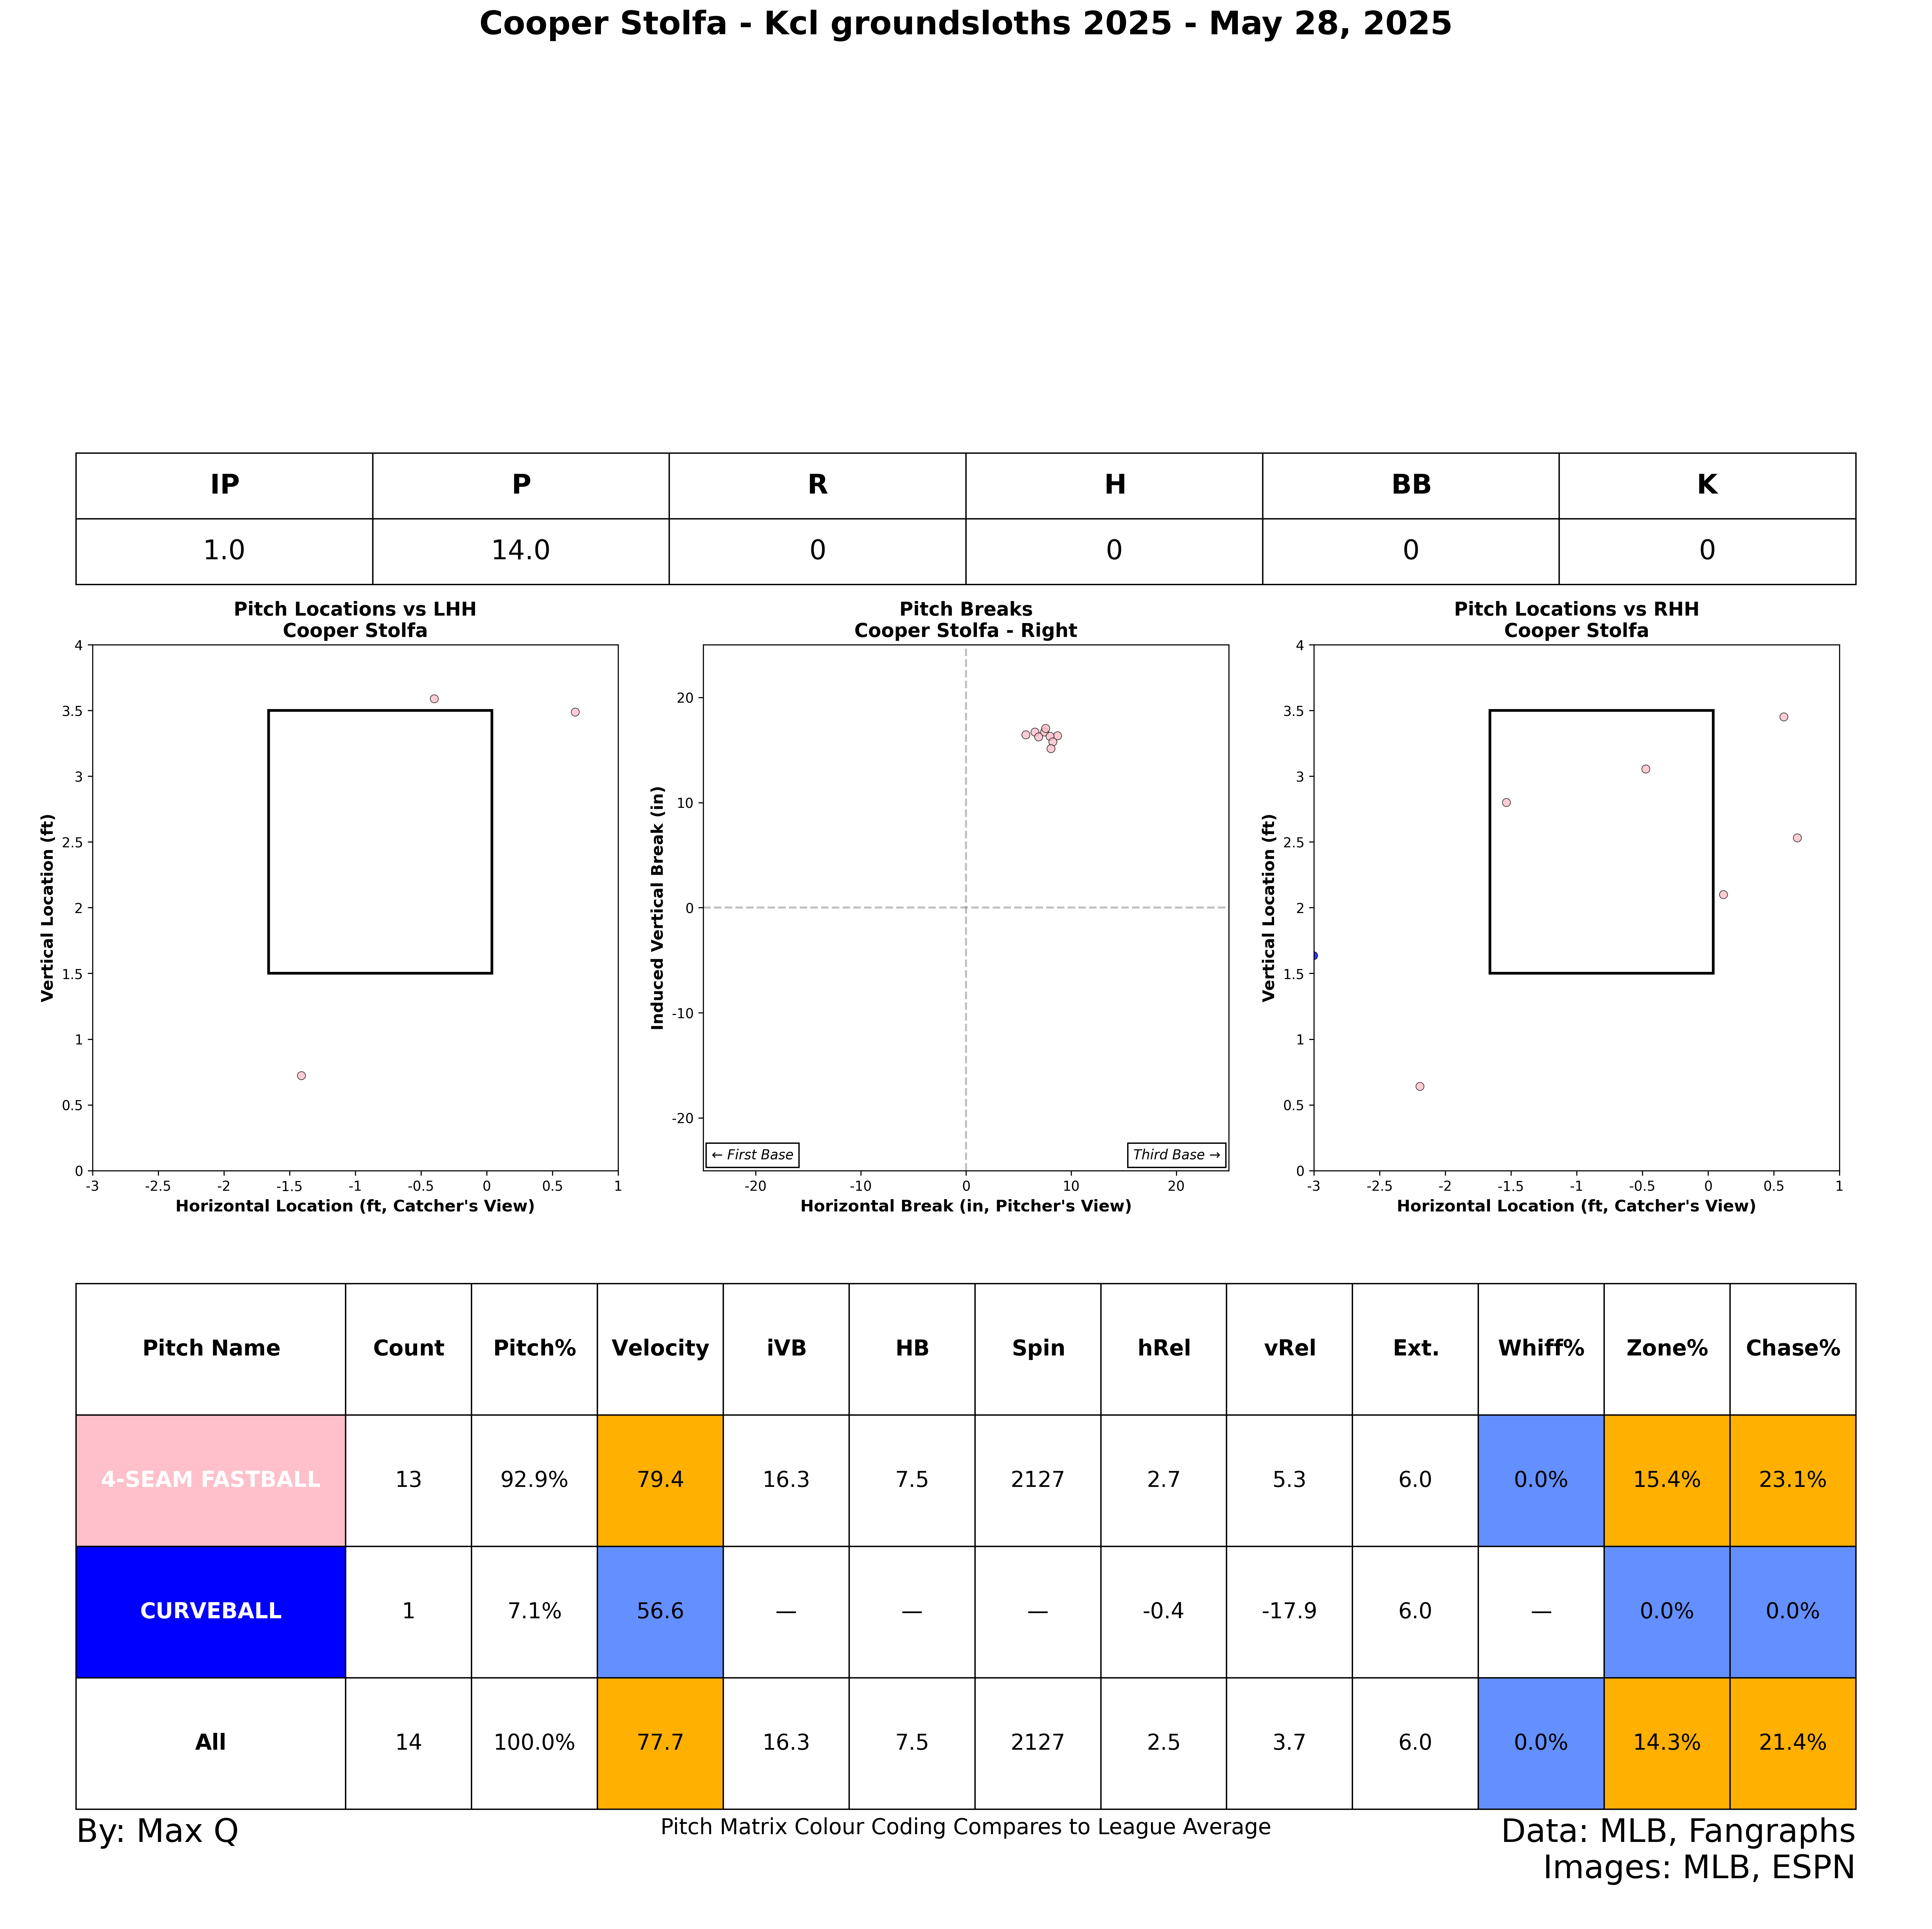 Cooper Stolfa - Kcl groundsloths 2025 - May 28, 2025
IP P R H BB K
1.0 14.0 0 0 0 0
Pitch Locations vs LHH
Cooper Stolfa
4
3.5
3
2.5
2
1.5
1
0.5
0
Vertical Location (ft)
-3 -2.5 -2 -1.5 -1 -0.5 0 0.5 1
Horizontal Location (ft, Catcher's View)
Pitch Breaks
Cooper Stolfa - Right
20
10
0
-10
-20
Induced Vertical Break (in)
← First Base
Third Base →
-20 -10 0 10 20
Horizontal Break (in, Pitcher's View)
Pitch Locations vs RHH
Cooper Stolfa
4
3.5
3
2.5
2
1.5
1
0.5
0
Vertical Location (ft)
-3 -2.5 -2 -1.5 -1 -0.5 0 0.5 1
Horizontal Location (ft, Catcher's View)
Pitch Name Count Pitch% Velocity iVB HB Spin hRel vRel Ext. Whiff% Zone% Chase%
4-SEAM FASTBALL 13 92.9% 79.4 16.3 7.5 2127 2.7 5.3 6.0 0.0% 15.4% 23.1%
CURVEBALL 1 7.1% 56.6 — — — -0.4 -17.9 6.0 — 0.0% 0.0%
All 14 100.0% 77.7 16.3 7.5 2127 2.5 3.7 6.0 0.0% 14.3% 21.4%
By: Max Q
Pitch Matrix Colour Coding Compares to League Average
Data: MLB, Fangraphs
Images: MLB, ESPN